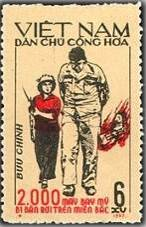 VIỆT NAM
DÂN CHỦ CỘNG HÒA
BƯU CHÍNH
2.000 MÁY BAY MỸ
BỊ BẮN RƠI TRÊN MIỀN BẮC
6
XU
1967